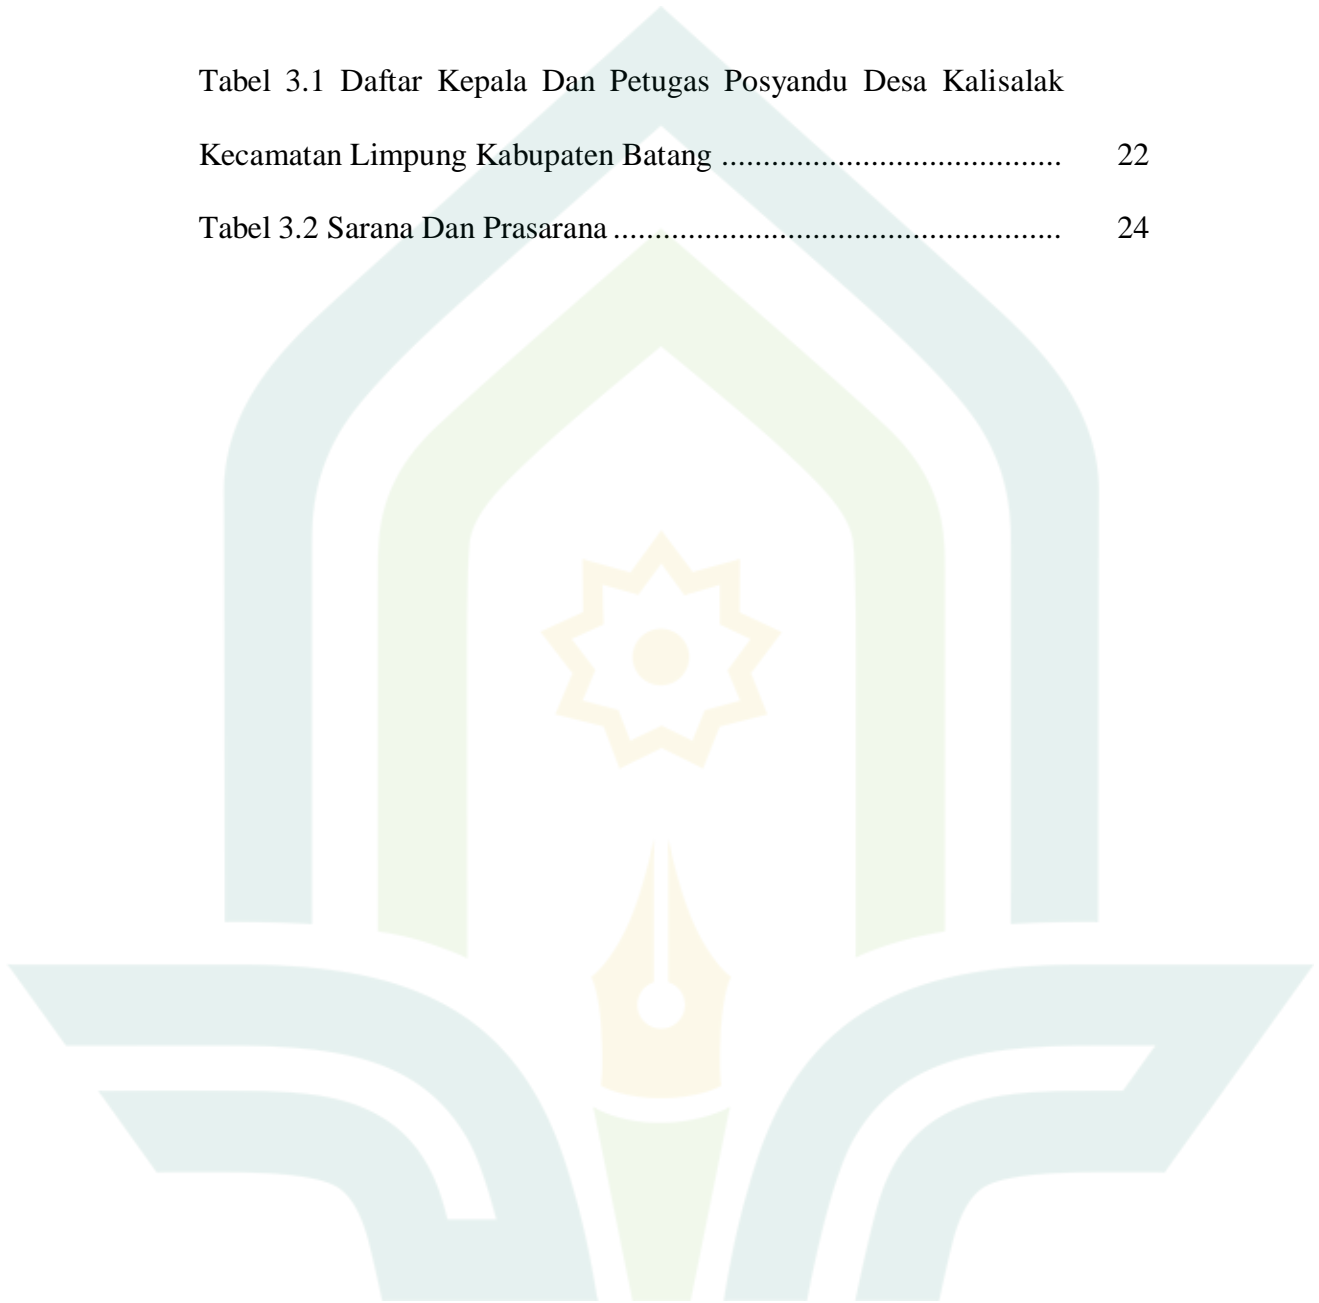 Tabel 3.1 Daftar Kepala Dan Petugas Posyandu Desa Kalisalak
Kecamatan Limpung Kabupaten Batang ......................................... 22
Tabel 3.2 Sarana Dan Prasarana ...................................................... 24